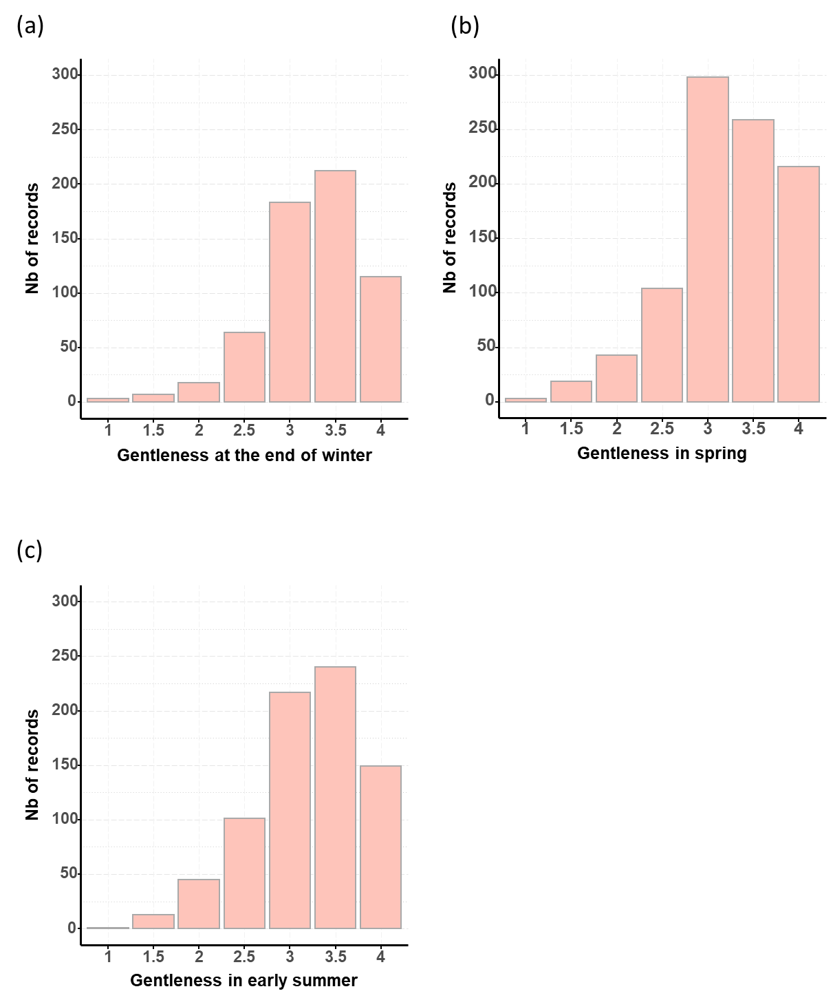 (a)
300
250
200
150
100
50
0
Nb of records
1 1.5 2 2.5 3 3.5 4
Gentleness at the end of winter
(b)
300
250
200
150
100
50
0
Nb of records
1 1.5 2 2.5 3 3.5 4
Gentleness in spring
(c)
300
250
200
150
100
50
0
Nb of records
1 1.5 2 2.5 3 3.5 4
Gentleness in early summer